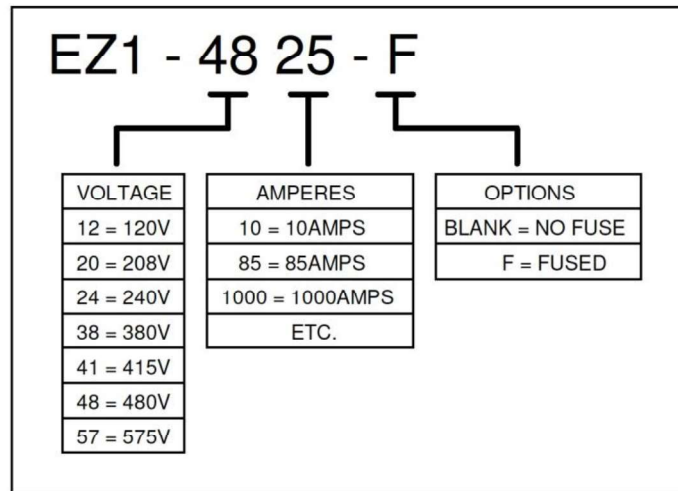 EZ1 - 48 25 - F
VOLTAGE
12 = 120V
20 = 208V
24 = 240V
38 = 380V
41 = 415V
48 = 480V
57 = 575V
AMPERES
10 = 10AMPS
85 = 85AMPS
1000 = 1000AMPS
ETC.
OPTIONS
BLANK = NO FUSE
F = FUSED